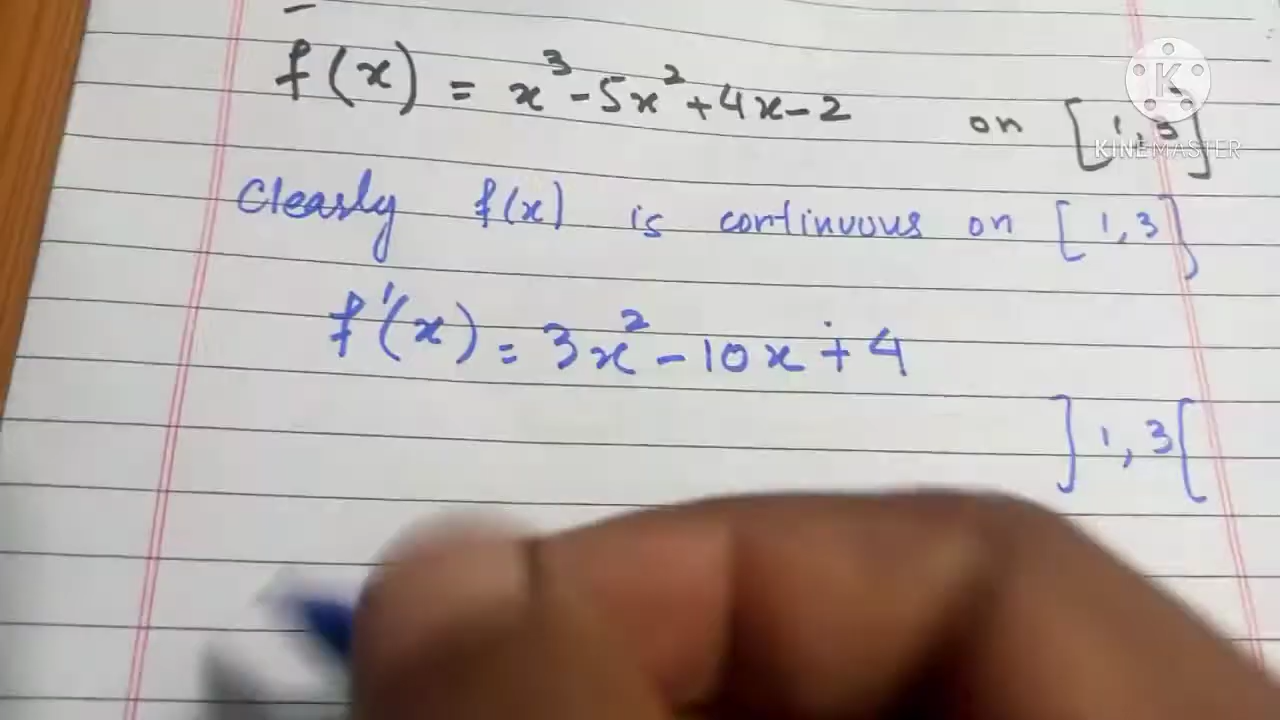 f(x) = x³ - 5x² + 4x - 2 on [1, 3]
K
KINEMASTER
Clearly f(x) is continuous on [1, 3]
f'(x) = 3x² - 10x + 4
]1, 3[